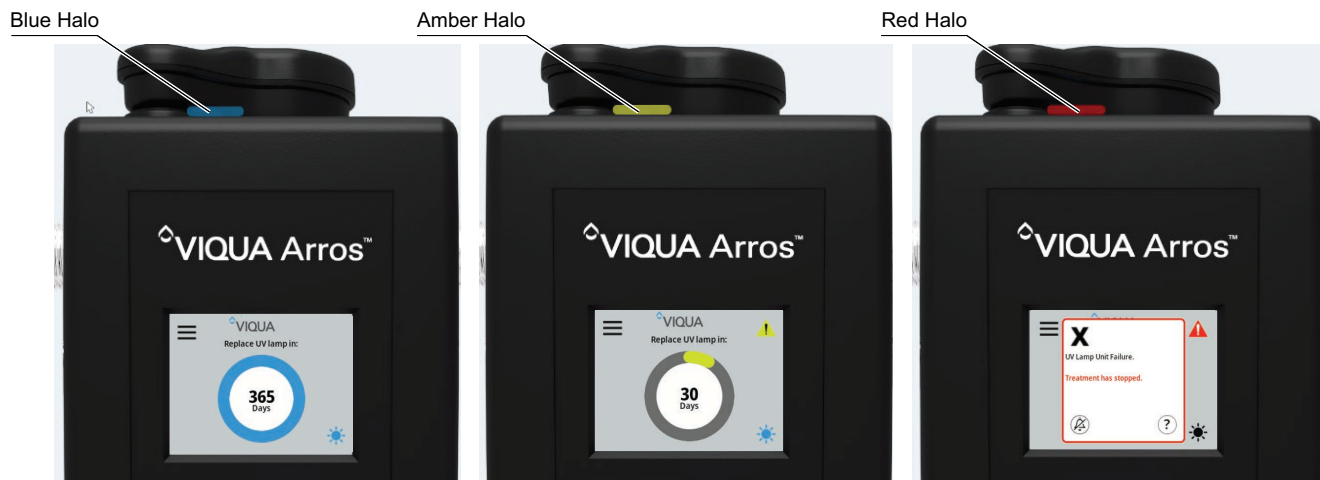 Blue Halo
Amber Halo
Red Halo
VIQUA Arros™
VIQUA
Replace UV lamp in:
365
Days
VIQUA Arros™
VIQUA
Replace UV lamp in:
30
Days
VIQUA Arros™
X
UV Lamp Unit Failure.
Treatment has stopped.
?